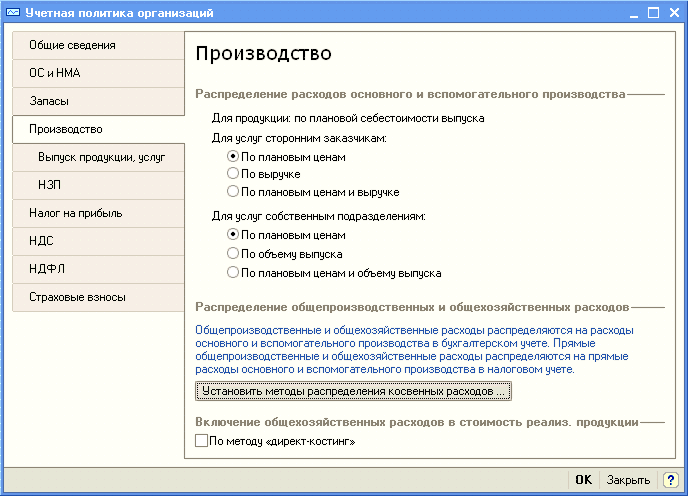 Учетная политика организаций
Общие сведения
ОС и НМА
Запасы
Производство
Выпуск продукции, услуг
НЗП
Налог на прибыль
НДС
НДФЛ
Страховые взносы
Производство
Распределение расходов основного и вспомогательного производства
Для продукции: по плановой себестоимости выпуска
Для услуг сторонним заказчикам:
По плановым ценам
По выручке
По плановым ценам и выручке
Для услуг собственным подразделениям:
По плановым ценам
По объему выпуска
По плановым ценам и объему выпуска
Распределение общепроизводственных и общехозяйственных расходов
Общепроизводственные и общехозяйственные расходы распределяются на расходы
основного и вспомогательного производства в бухгалтерском учете. Прямые
общепроизводственные и общехозяйственные расходы распределяются на прямые
расходы основного и вспомогательного производства в налоговом учете.
Установить методы распределения косвенных расходов ...
Включение общехозяйственных расходов в стоимость реализ. продукции
По методу «директ-костинг»
OK Закрыть ?